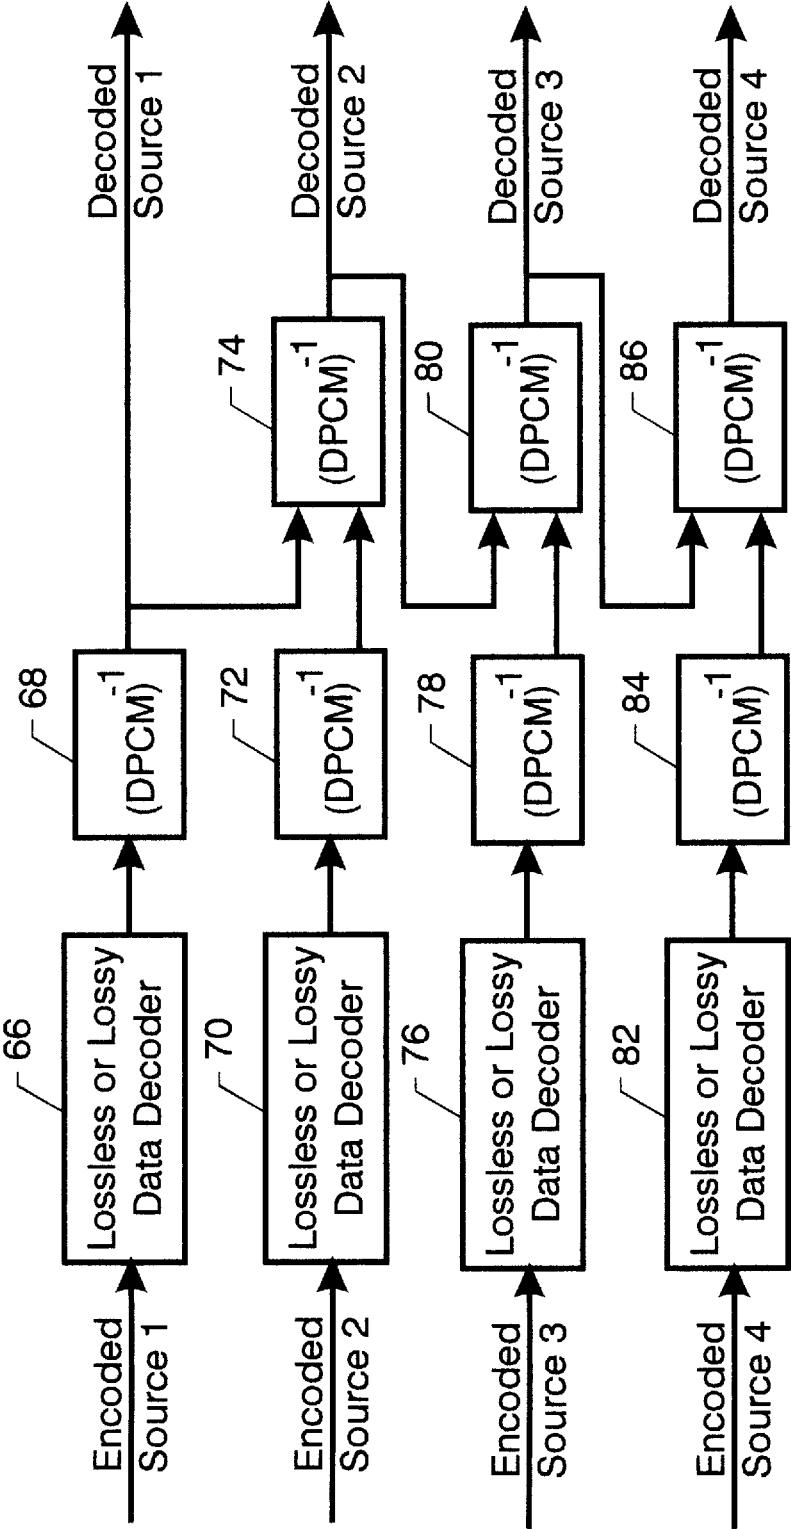 Encoded
Source 1
66
Lossless or Lossy
Data Decoder
68
(DPCM)-1
Decoded
Source 1
Encoded
Source 2
70
Lossless or Lossy
Data Decoder
72
(DPCM)-1
74
(DPCM)-1
Decoded
Source 2
Encoded
Source 3
76
Lossless or Lossy
Data Decoder
78
(DPCM)-1
80
(DPCM)-1
Decoded
Source 3
Encoded
Source 4
82
Lossless or Lossy
Data Decoder
84
(DPCM)-1
86
(DPCM)-1
Decoded
Source 4